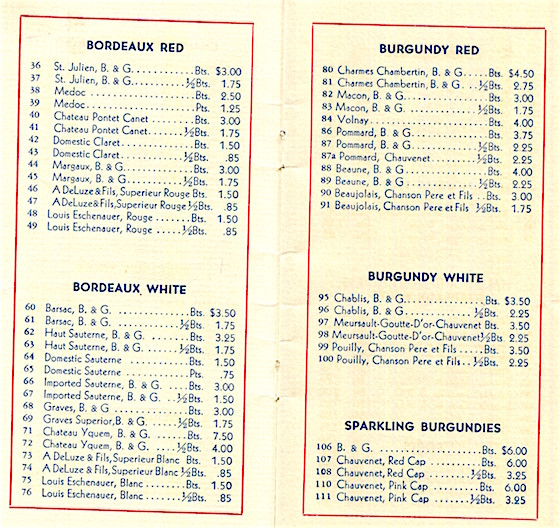 BORDEAUX RED
36 St. Julien, B. & G. ............ Bts. $3.00
37 St. Julien, B. & G. ........ ½Bts. 1.75
38 Medoc .................... Bts. 2.50
39 Medoc .................... Pts. 1.25
40 Chateau Pontet Canet .......... Bts. 3.00
41 Chateau Pontet Canet ....... ½Bts. 1.75
42 Domestic Claret ............. Bts. 1.50
43 Domestic Claret ........... ½Bts. .85
44 Margaux, B. & G. ............ Bts. 3.00
45 Margaux, B. & G. ......... ½Bts. 1.75
46 A DeLuze & Fils, Superieur Rouge Bts. 1.50
47 A DeLuze & Fils, Superieur Rouge ½Bts. .85
48 Louis Eschenauer, Rouge ....... Bts. 1.50
49 Louis Eschenauer, Rouge ..... ½Bts. .85
BORDEAUX WHITE
60 Barsac, B. & G. ............. Bts. $3.50
61 Barsac, B. & G. ........... ½Bts. 1.75
62 Haut Sauterne, B. & G. ........ Bts. 3.25
63 Haut Sauterne, B. & G. ...... ½Bts. 1.75
64 Domestic Sauterne ........... Bts. 1.50
65 Domestic Sauterne ........... Pts. .75
66 Imported Sauterne, B. & G. .... Bts. 3.00
67 Imported Sauterne, B. & G. .. ½Bts. 1.50
68 Graves, B. & G. ............. Bts. 3.00
69 Graves Superior, B. & G. ..... ½Bts. 1.75
71 Chateau Yquem, B. & G. ...... Bts. 7.50
72 Chateau Yquem, B. & G. .... ½Bts. 4.00
73 A DeLuze & Fils, Superieur Blanc Bts. 1.50
74 A DeLuze & Fils, Superieur Blanc ½Bts. .85
75 Louis Eschenauer, Blanc ....... Bts. 1.50
76 Louis Eschenauer, Blanc ..... ½Bts. .85
BURGUNDY RED
80 Charmes Chambertin, B. & G. .... Bts. $4.50
81 Charmes Chambertin, B. & G. .. ½Bts. 2.75
82 Macon, B. & G. .............. Bts. 3.00
83 Macon, B. & G. ............ ½Bts. 1.75
84 Volnay .................... Bts. 4.00
86 Pommard, B. & G. ............ Bts. 3.75
87 Pommard, B. & G. ......... ½Bts. 2.25
87a Pommard, Chauvenet ........ ½Bts. 2.25
88 Beaune, B. & G. ............. Bts. 4.00
89 Beaune, B. & G. ........... ½Bts. 2.25
90 Beaujolais, Chanson Pere et Fils .. Bts. 3.00
91 Beaujolais, Chanson Pere et Fils ½Bts. 1.75
BURGUNDY WHITE
95 Chablis, B. & G. ............. Bts. $3.50
96 Chablis, B. & G. ........... ½Bts. 2.25
97 Meursault-Goutte-D'or-Chauvenet Bts. 3.50
98 Meursault-Goutte-D'or-Chauvenet ½Bts. 2.25
99 Pouilly, Chanson Pere et Fils ..... Bts. 3.50
100 Pouilly, Chanson Pere et Fils ... ½Bts. 2.25
SPARKLING BURGUNDIES
106 B. & G. ................... Bts. $6.00
107 Chauvenet, Red Cap .......... Bts. 6.00
108 Chauvenet, Red Cap ....... ½Bts. 3.25
110 Chauvenet, Pink Cap ......... Bts. 6.00
111 Chauvenet, Pink Cap ...... ½Bts. 3.25